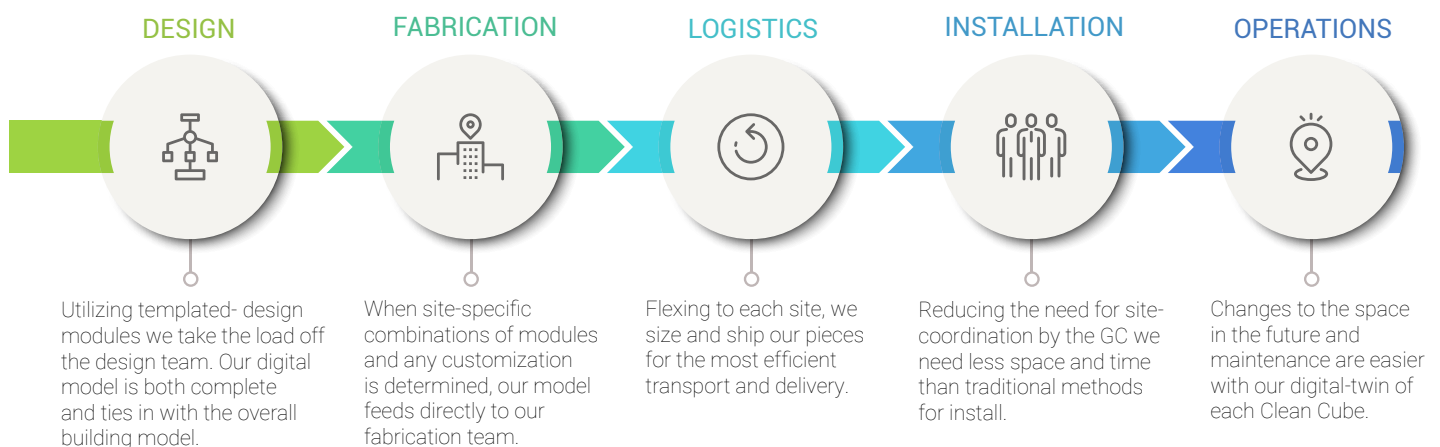 DESIGN
Utilizing templated- design
modules we take the load off
the design team. Our digital
model is both complete
and ties in with the overall
building model.
FABRICATION
When site-specific
combinations of modules
and any customization
is determined, our model
feeds directly to our
fabrication team.
LOGISTICS
Flexing to each site, we
size and ship our pieces
for the most efficient
transport and delivery.
INSTALLATION
Reducing the need for site-
coordination by the GC we
need less space and time
than traditional methods
for install.
OPERATIONS
Changes to the space
in the future and
maintenance are easier
with our digital-twin of
each Clean Cube.